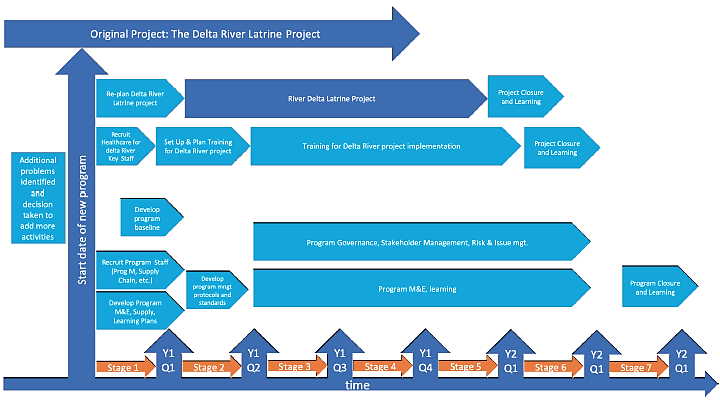 Original Project: The Delta River Latrine Project
Re-plan Delta River
Latrine project
River Delta Latrine Project
Project Closure
and Learning
Recruit
Healthcare for
delta River
Key Staff
Set Up & Plan Training
for Delta River project
Training for Delta River project implementation
Project Closure
and Learning
Additional
problems
identified
and
decision
taken to
add more
activities
Start date of new program
Develop
program
baseline
Program Governance, Stakeholder Management, Risk & Issue mgt.
Recruit Program Staff
(Prog M, Supply
Chain, etc.)
Develop
program mngt
protocols and
standards
Program M&E, learning
Program Closure
and Learning
Develop Program
M&E, Supply,
Learning Plans
Stage 1
Y1
Q1
Stage 2
Y1
Q2
Stage 3
Y1
Q3
Stage 4
Y1
Q4
Stage 5
Y2
Q1
Stage 6
Y2
Q1
Stage 7
Y2
Q1
time